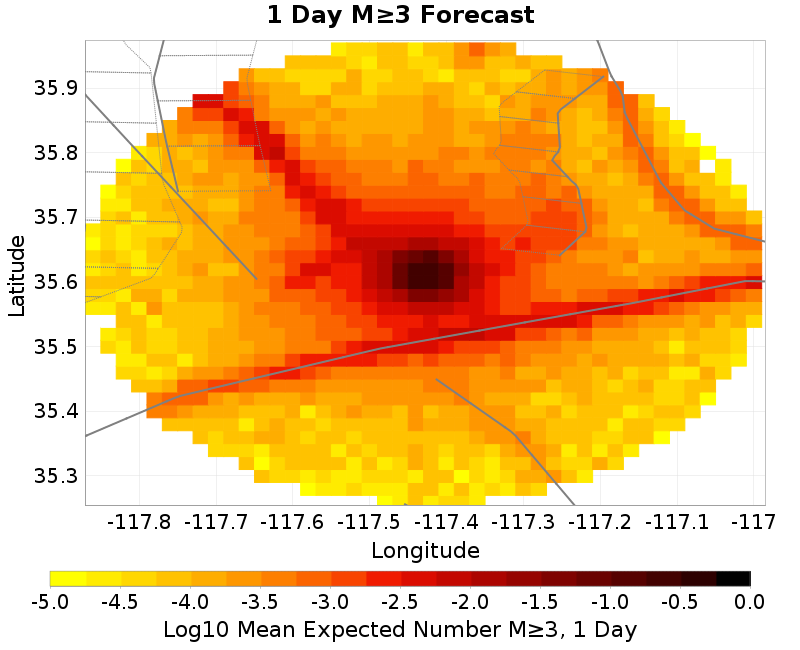 1 Day M≥3 Forecast
35.9
35.8
35.7
35.6
35.5
35.4
35.3
Latitude
-117.8 -117.7 -117.6 -117.5 -117.4 -117.3 -117.2 -117.1 -117
Longitude
-5.0 -4.5 -4.0 -3.5 -3.0 -2.5 -2.0 -1.5 -1.0 -0.5 0.0
Log10 Mean Expected Number M≥3, 1 Day